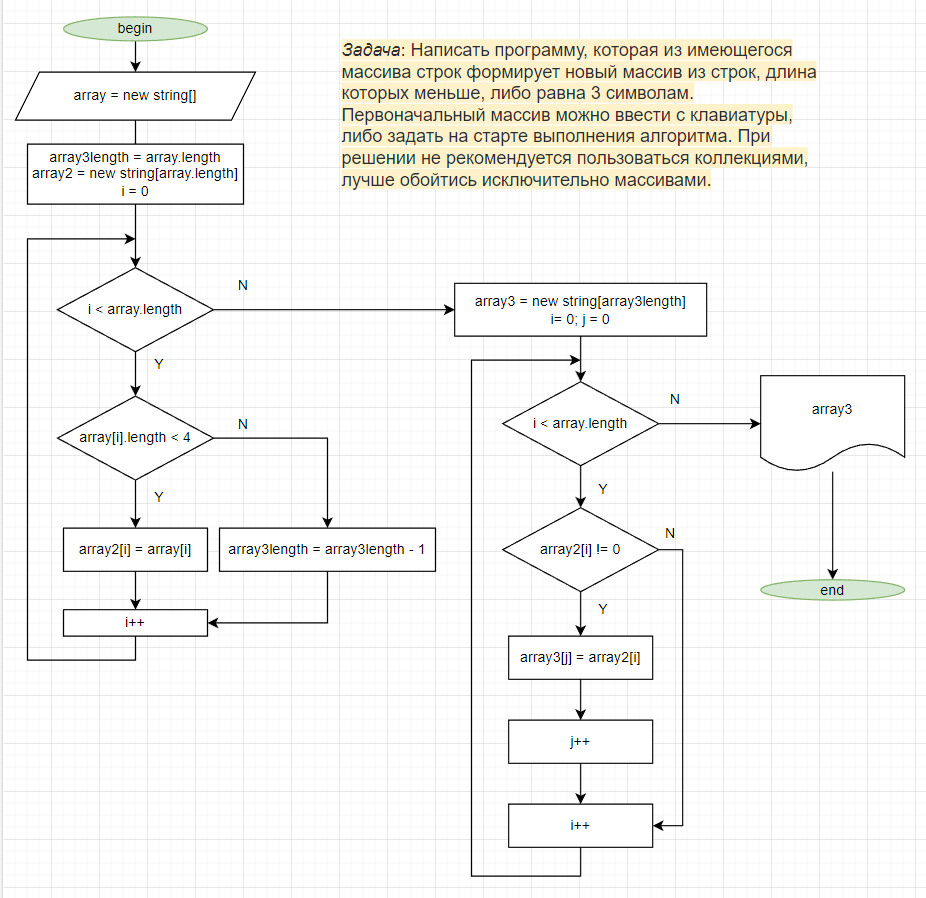 begin
array = new string[]
Задача: Написать программу, которая из имеющегося
массива строк формирует новый массив из строк, длина
которых меньше, либо равна 3 символам.
Первоначальный массив можно ввести с клавиатуры,
либо задать на старте выполнения алгоритма. При
решении не рекомендуется пользоваться коллекциями,
лучше обойтись исключительно массивами.
array3length = array.length
array2 = new string[array.length]
i = 0
i < array.length
N
Y
array[i].length < 4
N
Y
array2[i] = array[i]
array3length = array3length - 1
i++
array3 = new string[array3length]
i= 0; j = 0
i < array.length
N
Y
array2[i] != 0
N
Y
array3[j] = array2[i]
j++
i++
array3
end